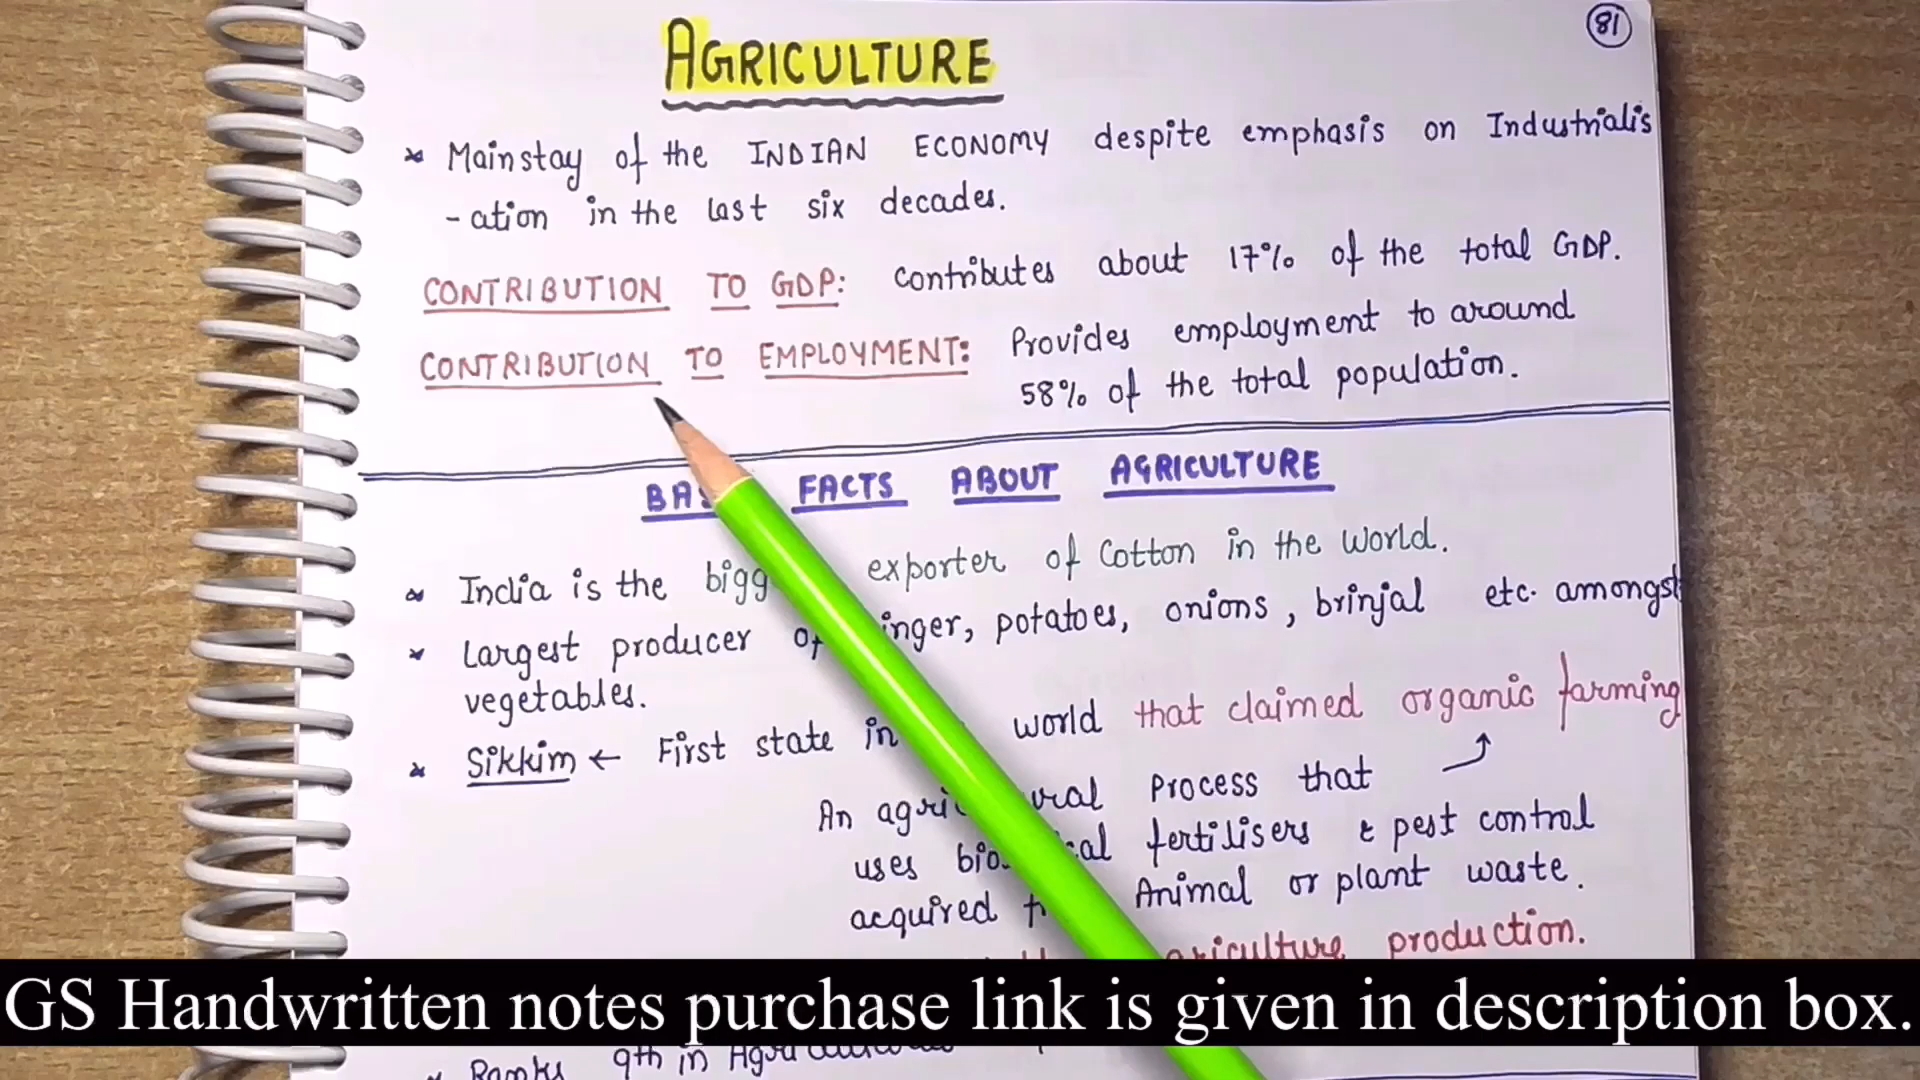 81
AGRICULTURE
Mainstay of the INDIAN ECONOMY despite emphasis on Industrialis
-ation in the last six decades.
CONTRIBUTION TO GDP: contributes about 17% of the total GDP.
CONTRIBUTION TO EMPLOYMENT: Provides employment to around
58% of the total population.
FACTS ABOUT AGRICULTURE
India is the exporter of Cotton in the World.
Largest producer potatoes, onions, brinjal etc. amongst
vegetables.
Sikkim ← First state in world that claimed organic farming
An process that
uses fertilisers & pest control
acquired Animal or plant waste.
production.
GS Handwritten notes purchase link is given in description box.
Ranks 9th in